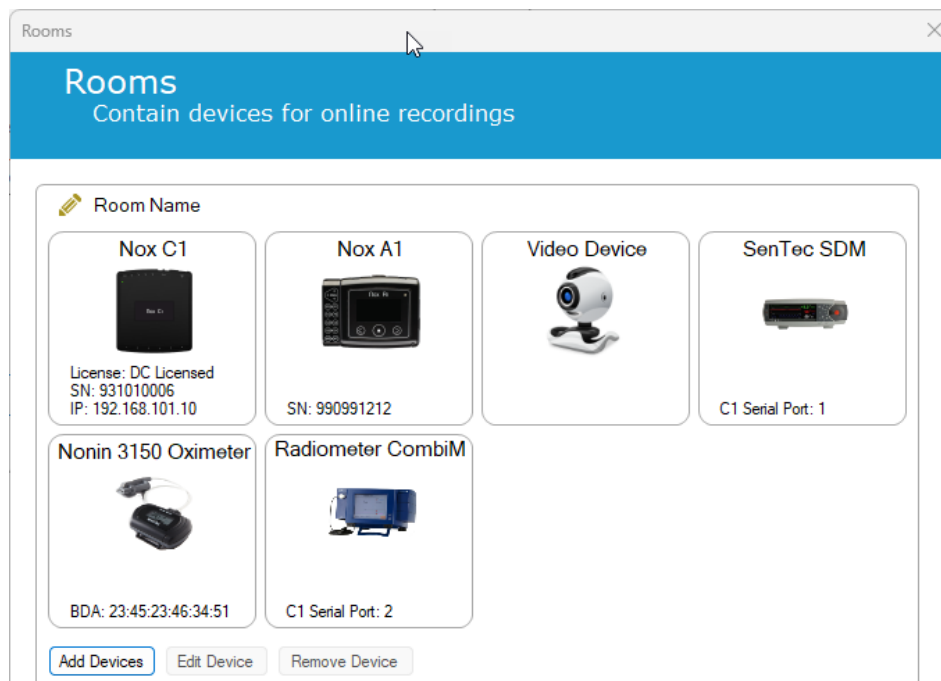 Rooms
Rooms
Contain devices for online recordings
Room Name
Nox C1
License: DC Licensed
SN: 931010006
IP: 192.168.101.10
Nox A1
SN: 990991212
Video Device
SenTec SDM
C1 Serial Port: 1
Nonin 3150 Oximeter
BDA: 23:45:23:46:34:51
Radiometer CombiM
C1 Serial Port: 2
Add Devices
Edit Device
Remove Device